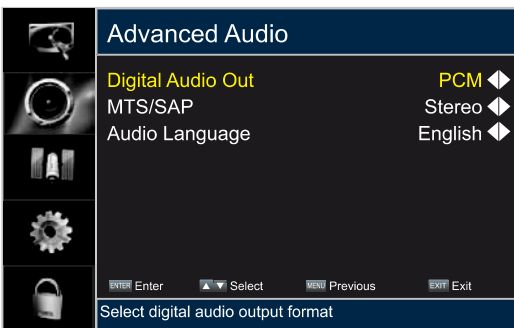 Advanced Audio
Digital Audio Out PCM
MTS/SAP Stereo
Audio Language English
ENTER Enter Select MENU Previous EXIT Exit
Select digital audio output format